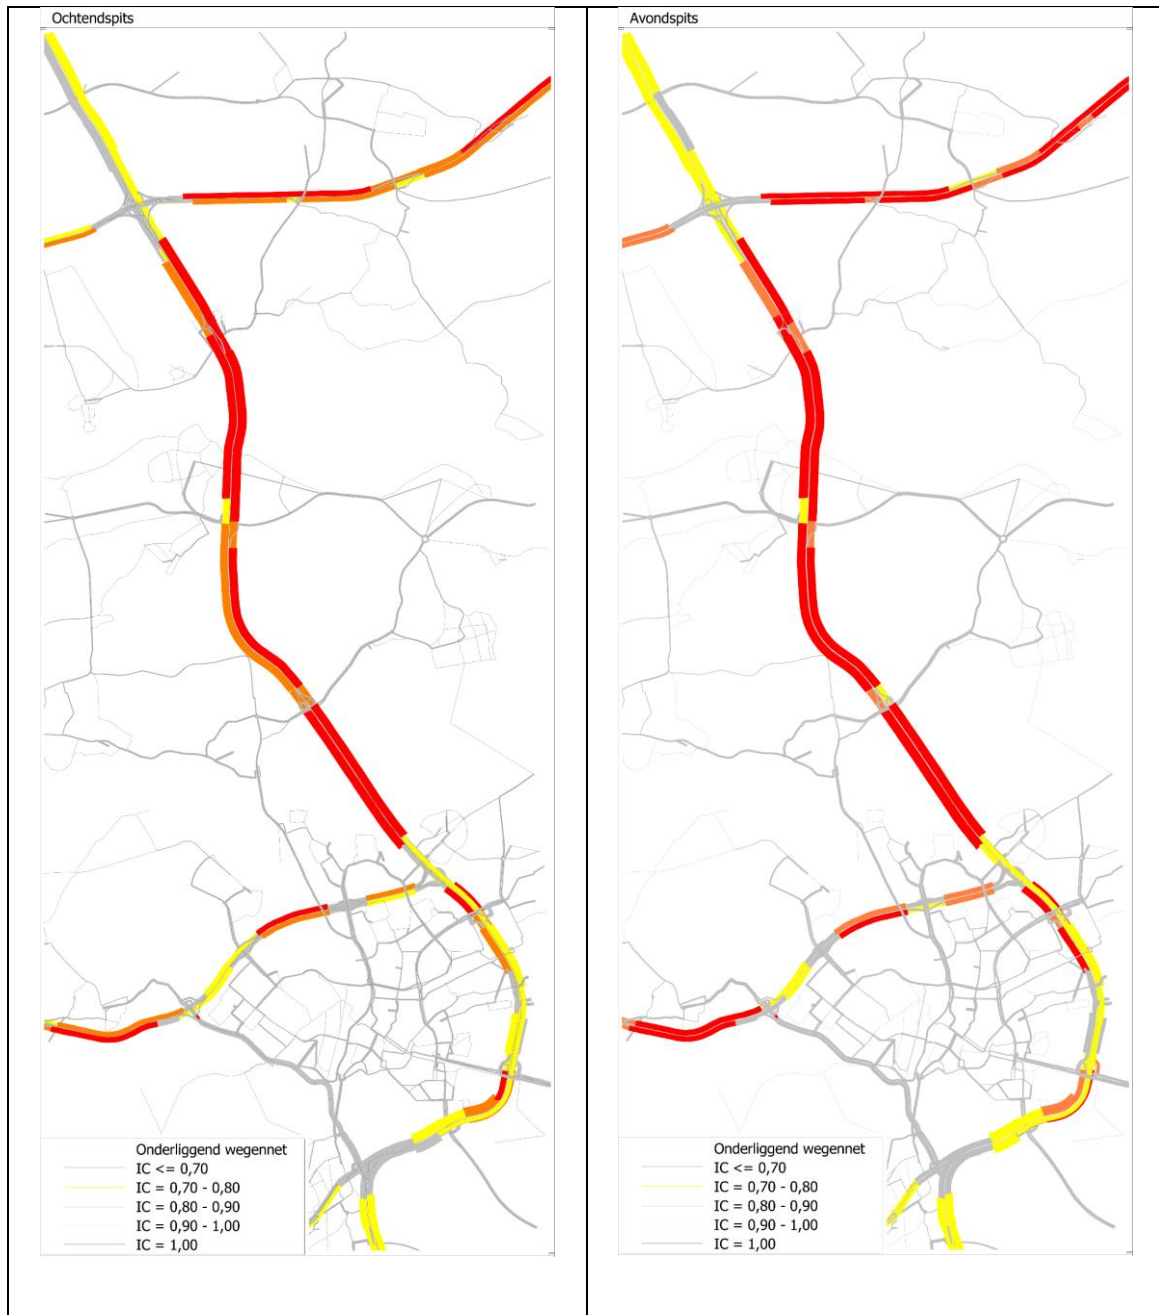 Ochtendspits
Onderliggend wegennet
IC <= 0,70
IC = 0,70 - 0,80
IC = 0,80 - 0,90
IC = 0,90 - 1,00
IC = 1,00
Avondspits
Onderliggend wegennet
IC <= 0,70
IC = 0,70 - 0,80
IC = 0,80 - 0,90
IC = 0,90 - 1,00
IC = 1,00